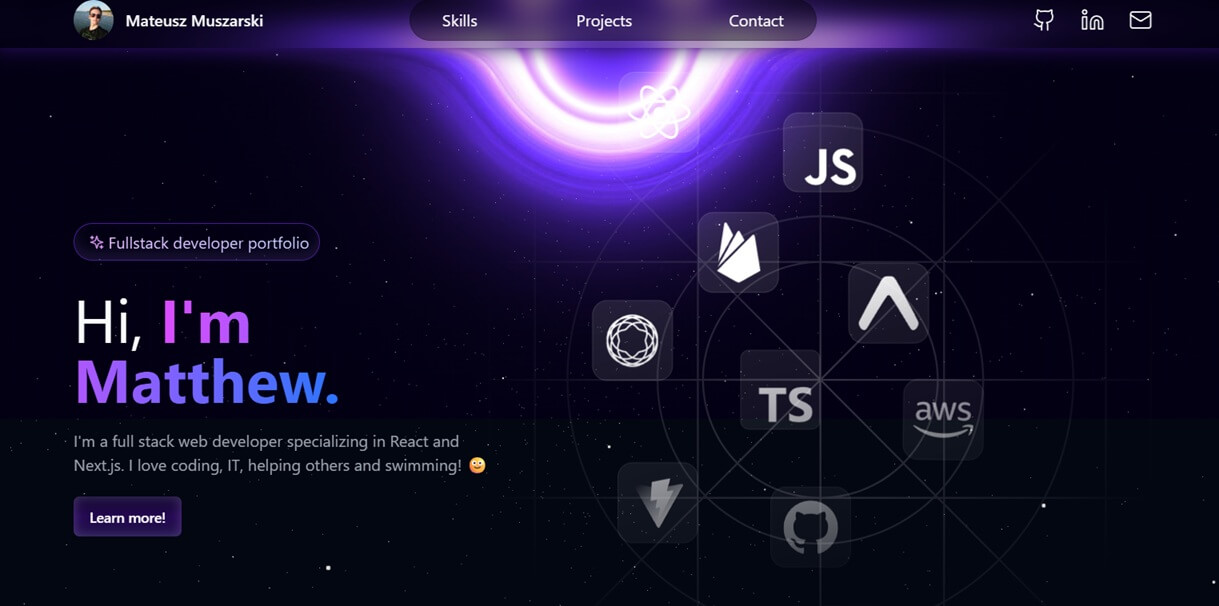 Mateusz Muszarski
Skills
Projects
Contact
Fullstack developer portfolio
Hi, I'm
Matthew.
I'm a full stack web developer specializing in React and
Next.js. I love coding, IT, helping others and swimming! 🙂
Learn more!
JS
TS
aws